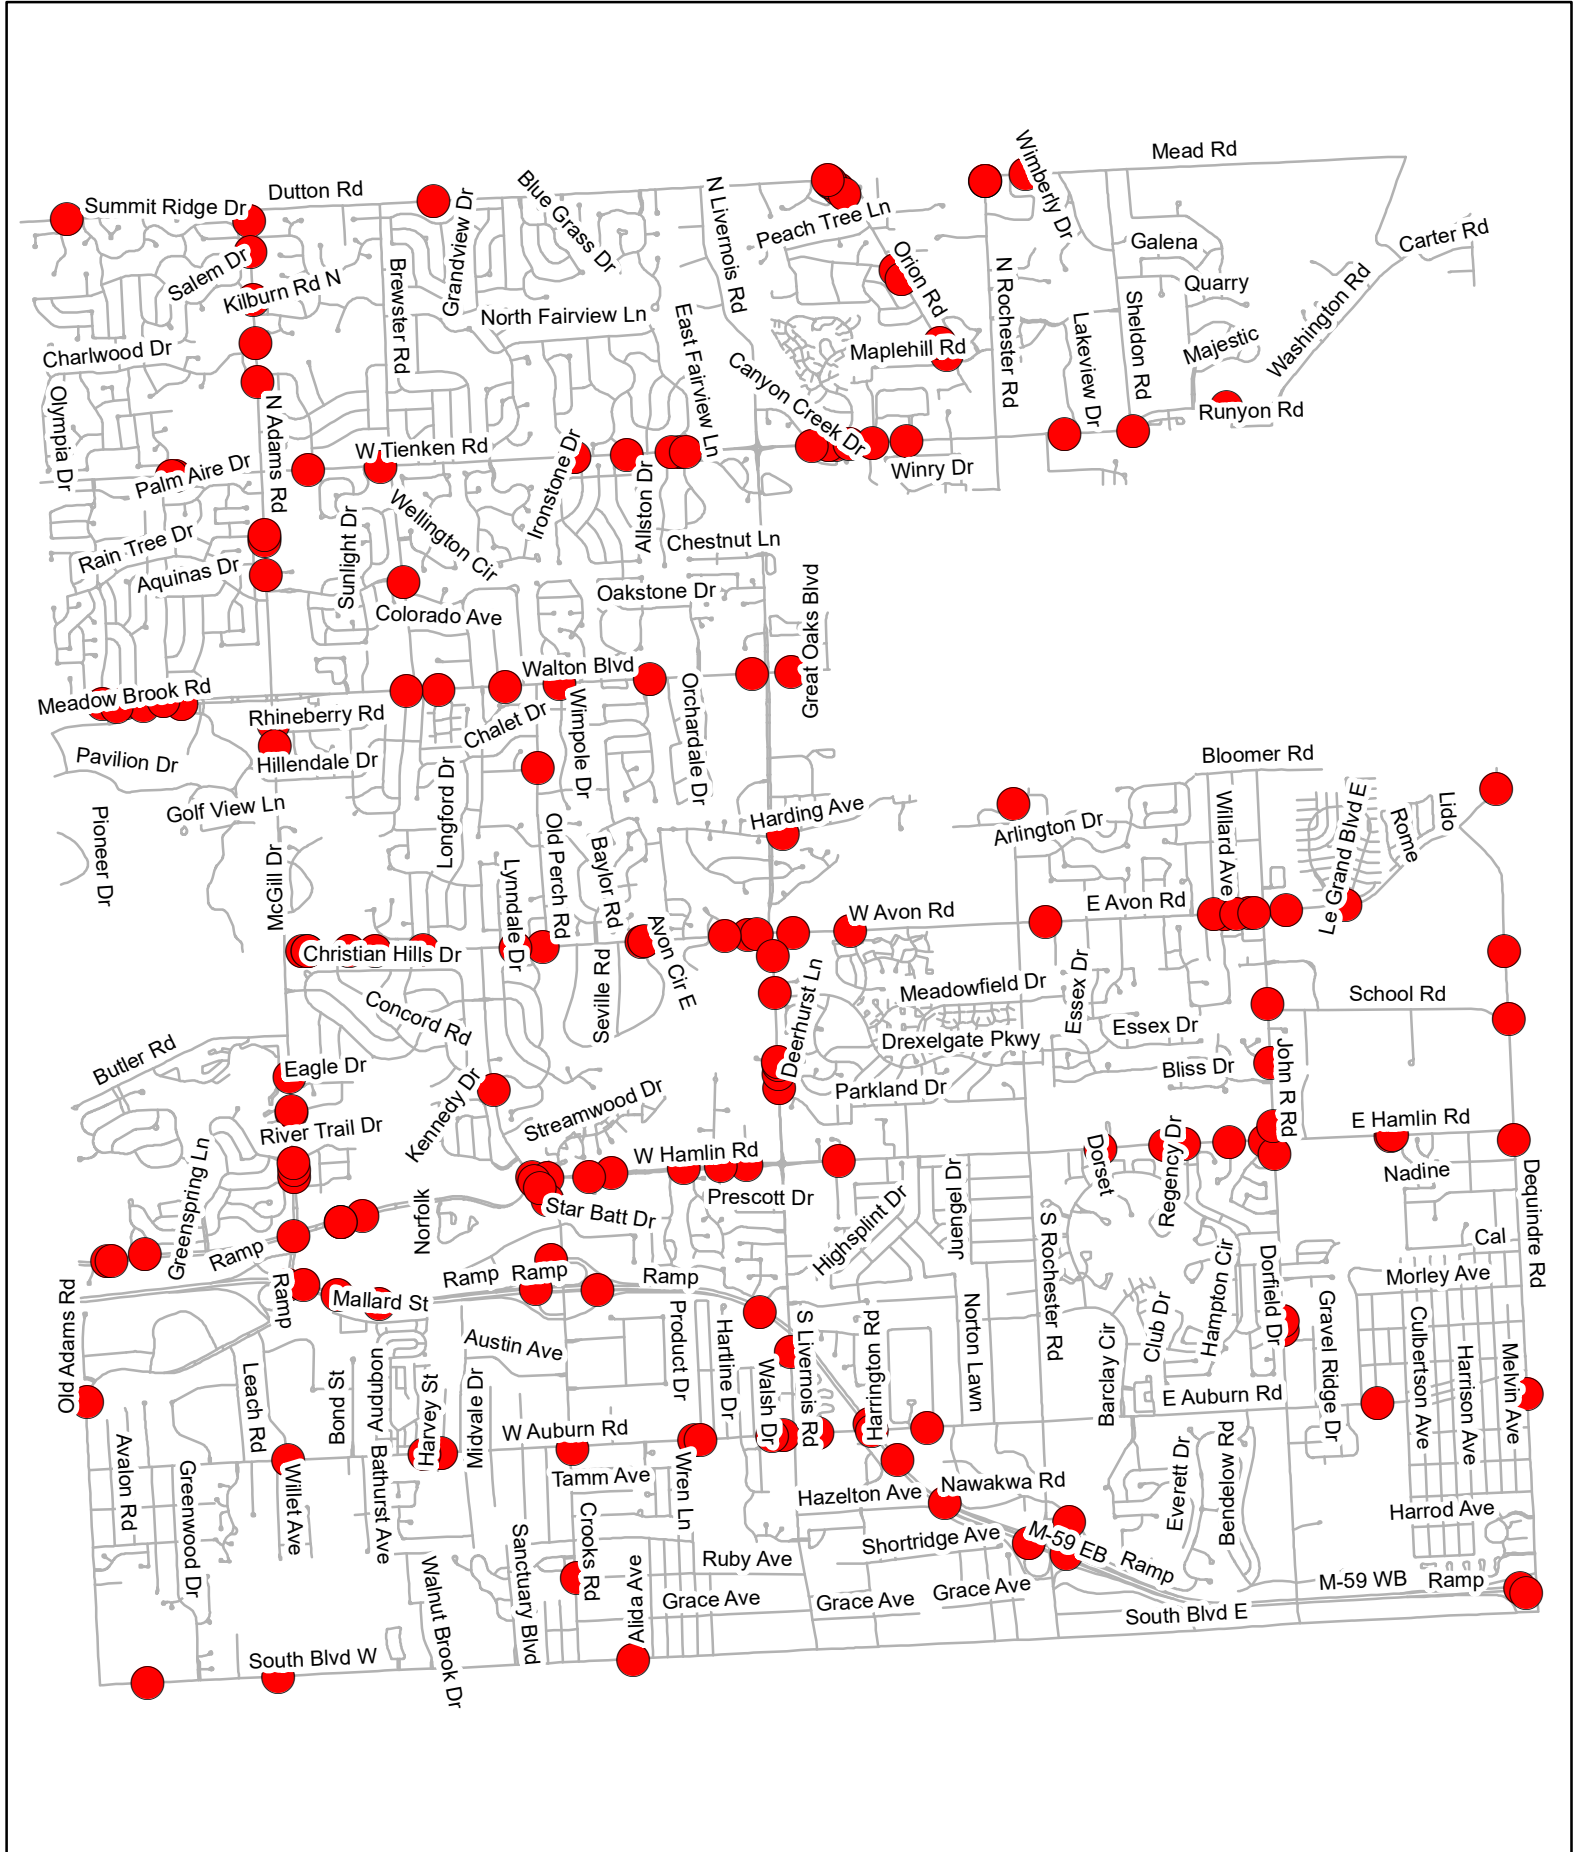 Mead Rd
Wimberly Dr
Dutton Rd
Summit Ridge Dr
Grandview Dr
Blue Grass Dr
N Livernois Rd
Peach Tree Ln
Galena
Carter Rd
Salem Dr
Kilburn Rd N
Brewster Rd
Orion Rd
N Rochester Rd
Quarry
Washington Rd
North Fairview Ln
East Fairview Ln
Sheldon Rd
Lakeview Dr
Majestic
Charlwood Dr
Maplehill Rd
Canyon Creek Dr
Olympia Dr
N Adams Rd
Runyon Rd
W Tienken Rd
Palm Aire Dr
Ironstone Dr
Allston Dr
Winry Dr
Wellington Cir
Sunlight Dr
Chestnut Ln
Rain Tree Dr
Aquinas Dr
Oakstone Dr
Great Oaks Blvd
Colorado Ave
Walton Blvd
Meadow Brook Rd
Rhineberry Rd
Chalet Dr
Wimpole Dr
Orchardale Dr
Pavilion Dr
Hillendale Dr
Bloomer Rd
Golf View Ln
Longford Dr
Harding Ave
Arlington Dr
Willard Ave
Le Grand Blvd E
Rome
Lido
Pioneer Dr
McGill Dr
Lynndale Dr
Old Perch Rd
Baylor Rd
W Avon Rd
E Avon Rd
Christian Hills Dr
Avon Cir E
Seville Rd
Deerhurst Ln
Meadowfield Dr
Essex Dr
School Rd
Concord Rd
Essex Dr
Drexelgate Pkwy
Butler Rd
Eagle Dr
Bliss Dr
John R Rd
Kennedy Dr
Streamwood Dr
Parkland Dr
River Trail Dr
E Hamlin Rd
W Hamlin Rd
Dorset
Regency Dr
Greenspring Ln
Norfolk
Prescott Dr
Star Batt Dr
Highsplint Dr
Juengel Dr
Nadine
Dequindre Rd
S Rochester Rd
Cal
Ramp
Ramp
Ramp
Ramp
Ramp
Mallard St
Hampton Cir
Dorfield Dr
Morley Ave
Old Adams Rd
Product Dr
Hartline Dr
S Livernois Rd
Harrington Rd
Norton Lawn
Barclay Cir
Club Dr
Gravel Ridge Dr
Culbertson Ave
Harrison Ave
Melvin Ave
Austin Ave
Leach Rd
Bond St
Audubon
Harvey St
Midvale Dr
Walsh Dr
E Auburn Rd
W Auburn Rd
Avalon Rd
Greenwood Dr
Willet Ave
Bathurst Ave
Tamm Ave
Wren Ln
Hazelton Ave
Nawakwa Rd
Everett Dr
Bendelow Rd
Harrod Ave
Sanctuary Blvd
Crooks Rd
Shortridge Ave
M-59 EB
Ramp
Walnut Brook Dr
Alida Ave
Ruby Ave
Grace Ave
Grace Ave
Grace Ave
M-59 WB
Ramp
South Blvd E
South Blvd W